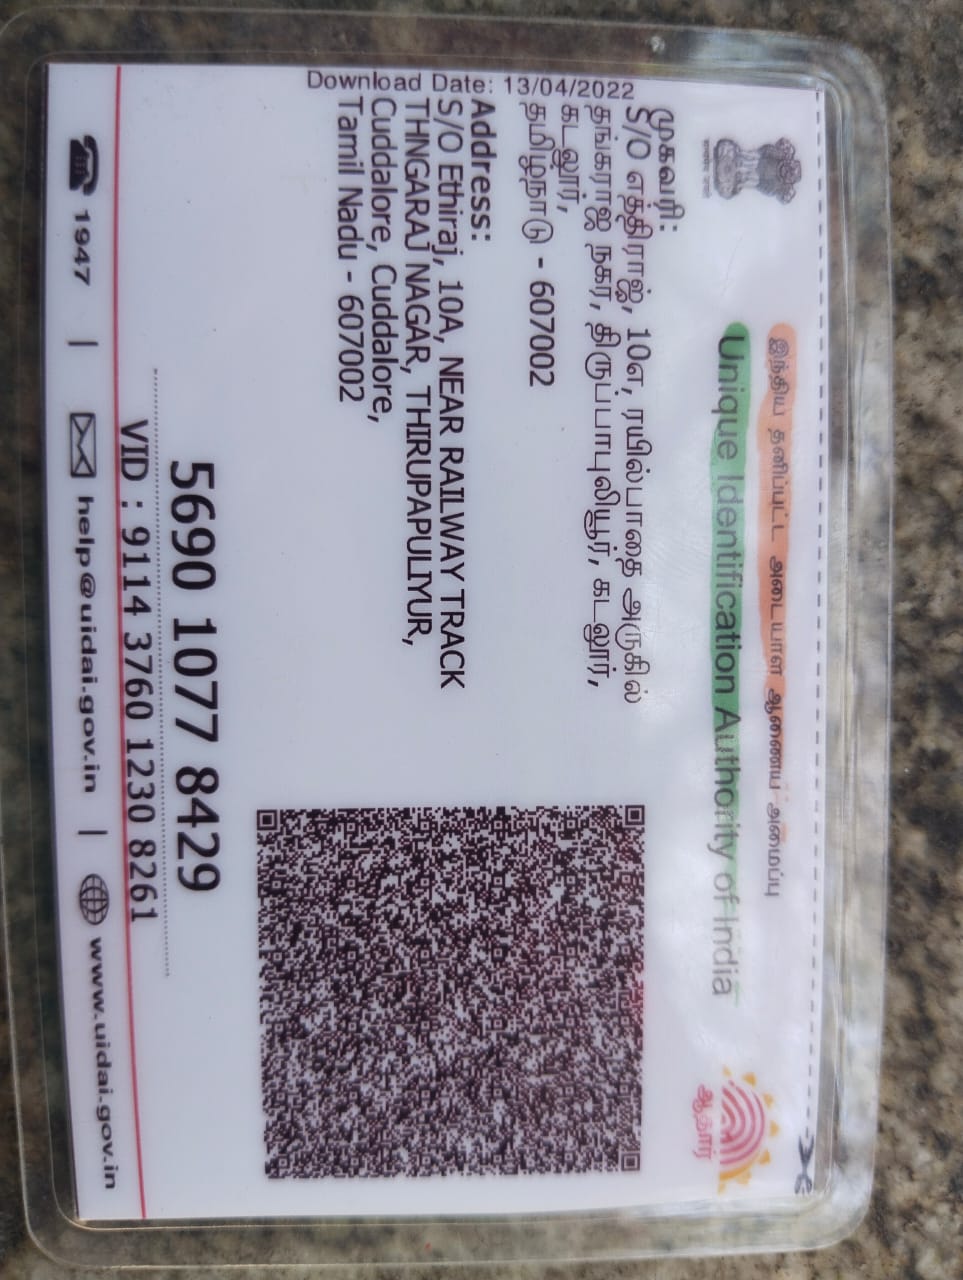 Download Date: 13/04/2022
இந்திய தனிப்பட்ட அடையாள ஆணைய அமைப்பு
Unique Identification Authority of India
ஆதார்
முகவரி:
S/O எத்திராஜ், 10எ, ரயில்பாதை அருகில்
தங்கராஜ் நகர், திருப்பாபுலியூர், கடலூர்,
கடலூர்,
தமிழ்நாடு - 607002
Address:
S/O Ethiraj, 10A, NEAR RAILWAY TRACK
THNGARAJ NAGAR, THIRUPAPULIYUR,
Cuddalore, Cuddalore,
Tamil Nadu - 607002
5690 1077 8429
VID : 9114 3760 1230 8261
1947 | help@uidai.gov.in | www.uidai.gov.in